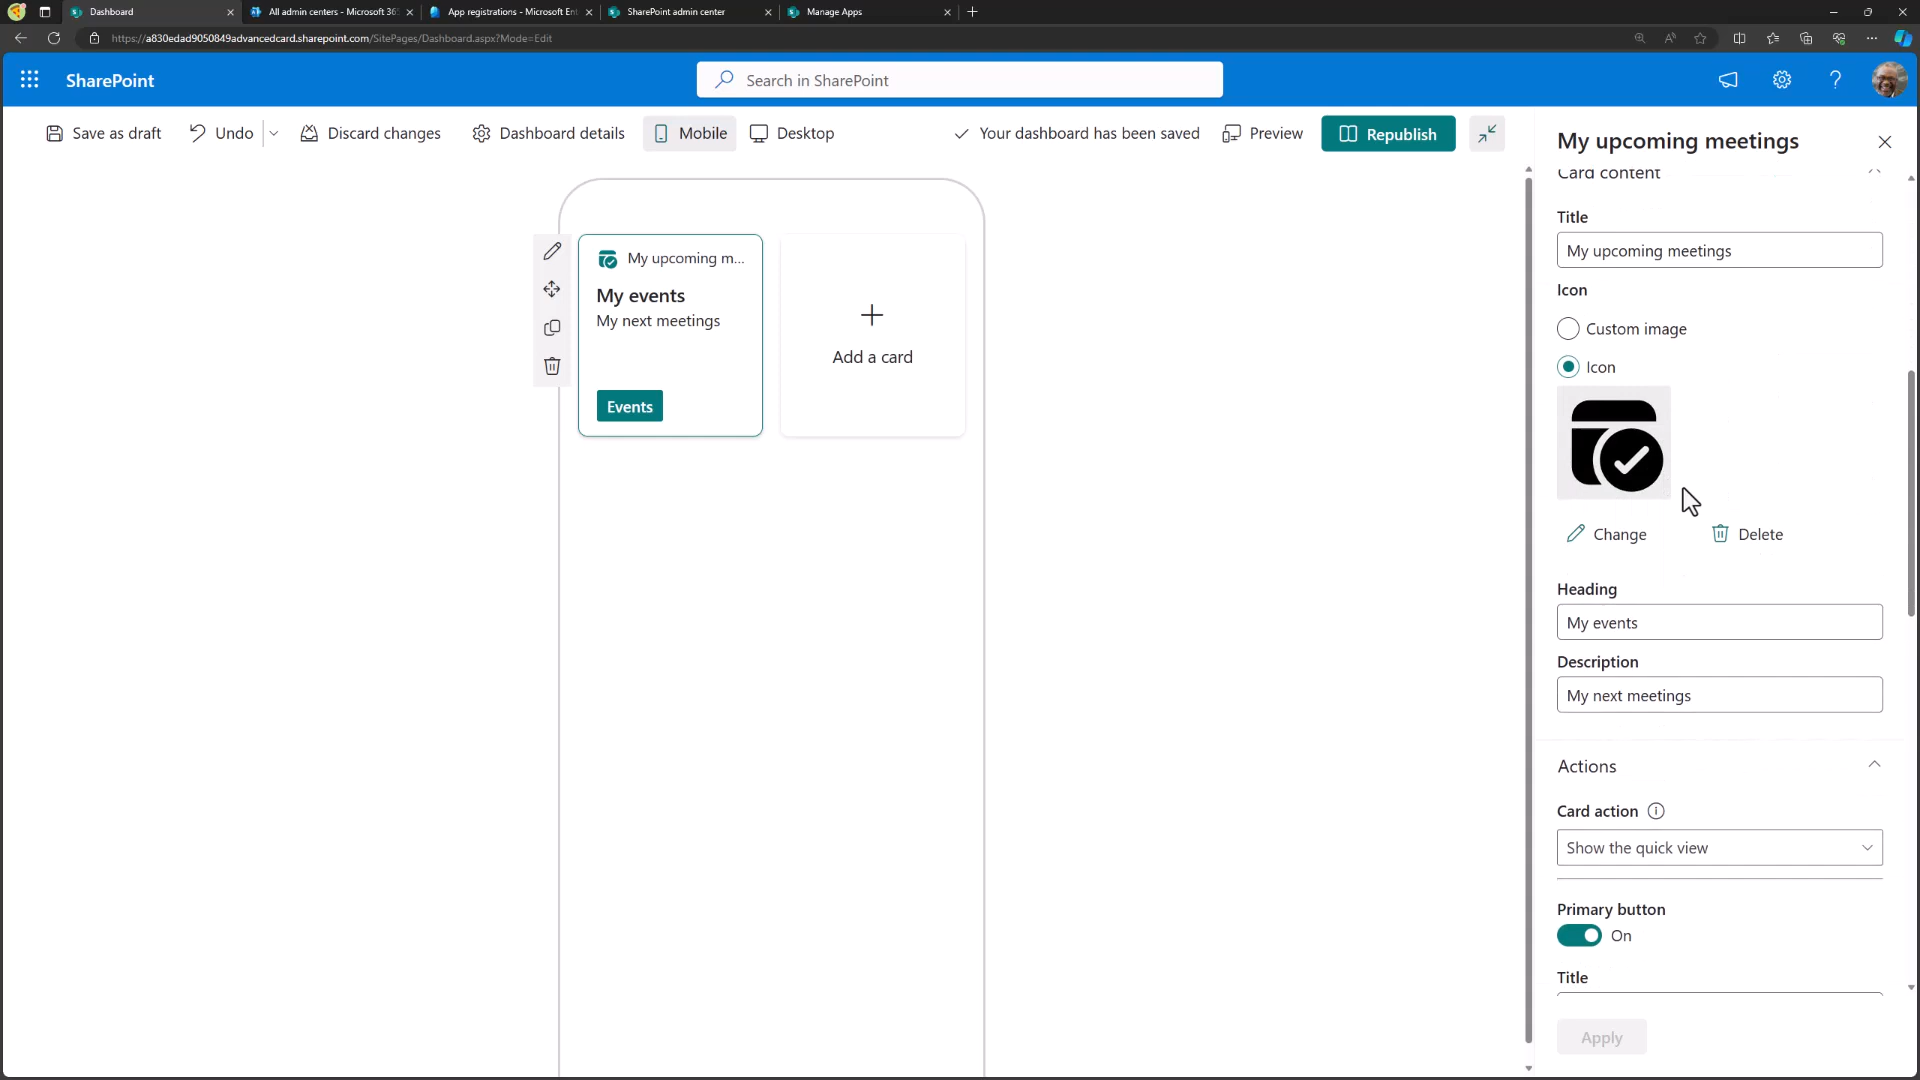 Dashboard
All admin centers - Microsoft 36
App registrations - Microsoft Ent
SharePoint admin center
Manage Apps
https://a830edad9050849advancedcard.sharepoint.com/SitePages/Dashboard.aspx?Mode=Edit
SharePoint
Search in SharePoint
Save as draft
Undo
Discard changes
Dashboard details
Mobile
Desktop
Your dashboard has been saved
Preview
Republish
My upcoming m...
My events
My next meetings
Events
Add a card
My upcoming meetings
Card content
Title
My upcoming meetings
Icon
Custom image
Icon
Change
Delete
Heading
My events
Description
My next meetings
Actions
Card action
Show the quick view
Primary button
On
Title
Apply